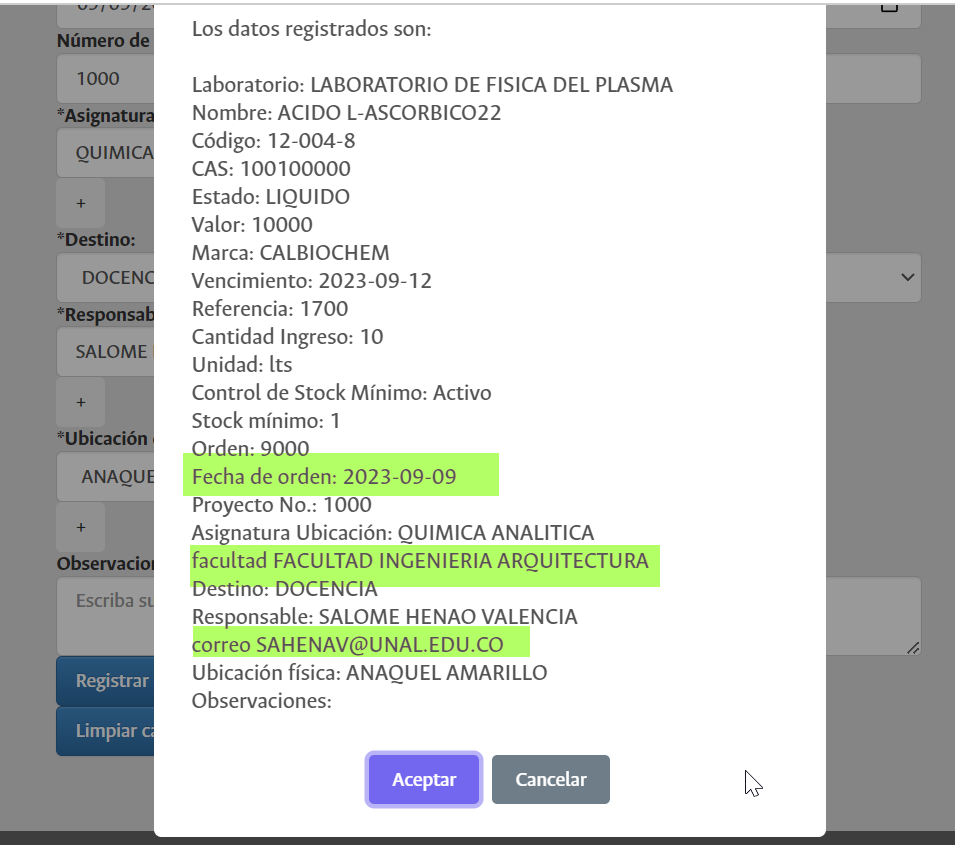 Los datos registrados son:
Número de
1000
Laboratorio: LABORATORIO DE FISICA DEL PLASMA
Nombre: ACIDO L-ASCORBICO22
*Asignatura
Código: 12-004-8
QUIMICA
CAS: 100100000
Estado: LIQUIDO
+
Valor: 10000
*Destino:
Marca: CALBIOCHEM
DOCENC
Vencimiento: 2023-09-12
*Responsab
Referencia: 1700
Cantidad Ingreso: 10
SALOME
Unidad: lts
+
Control de Stock Mínimo: Activo
Stock mínimo: 1
*Ubicación
Orden: 9000
ANAQUE
Fecha de orden: 2023-09-09
Proyecto No.: 1000
+
Asignatura Ubicación: QUIMICA ANALITICA
Observacion
facultad FACULTAD INGENIERIA ARQUITECTURA
Destino: DOCENCIA
Escriba su
Responsable: SALOME HENAO VALENCIA
correo SAHENAV@UNAL.EDU.CO
Ubicación física: ANAQUEL AMARILLO
Registrar
Observaciones:
Limpiar ca
Aceptar
Cancelar